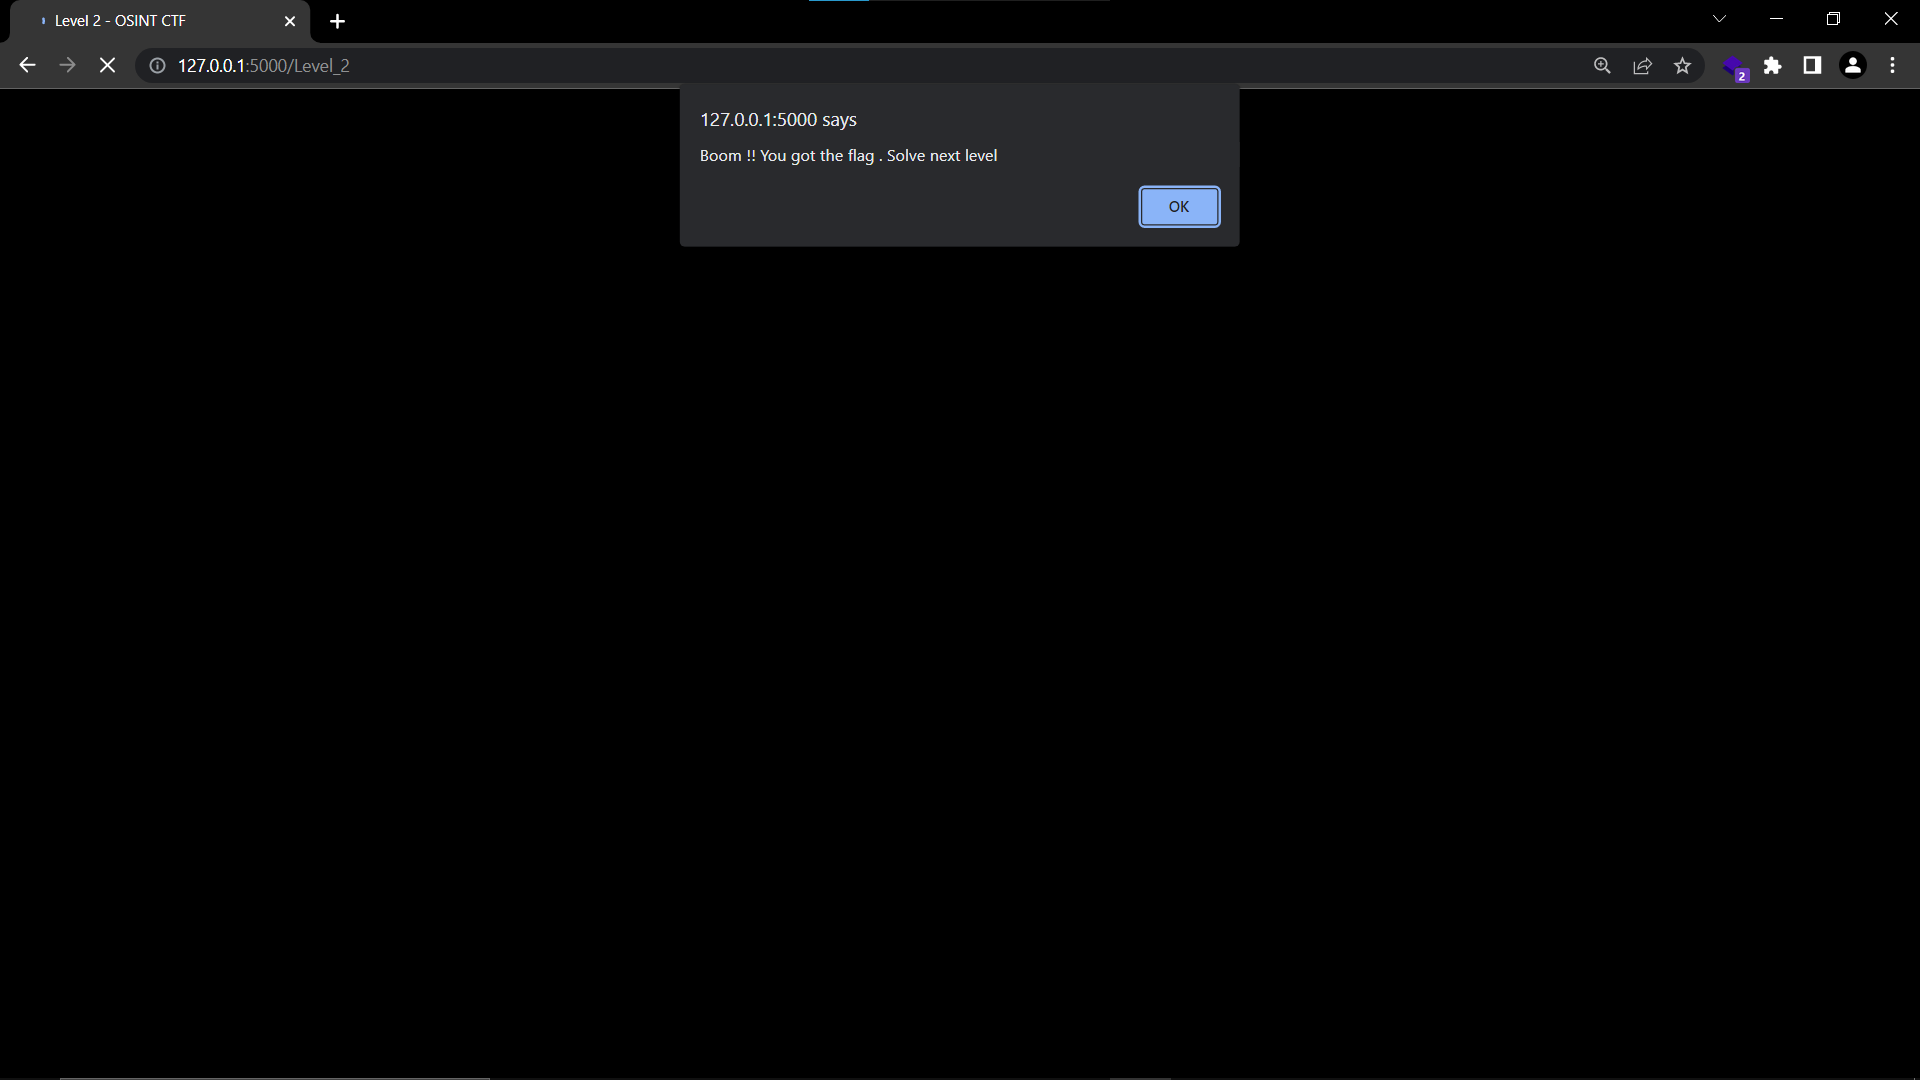 Level 2 - OSINT CTF
127.0.0.1:5000/Level_2
2
127.0.0.1:5000 says
Boom !! You got the flag . Solve next level
OK